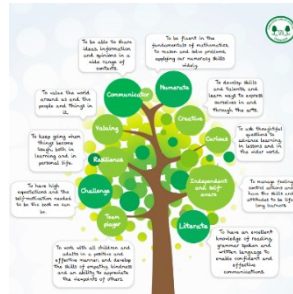 To be able to share
ideas, information
and opinions in a
wide range of
contexts.
To be fluent in the
fundamentals of mathematics
to reason and solve problems
applying our numeracy skills
widely.
To value the world
around us and the
people and things in
it.
Communicator
Numerate
To develop skills
and talents and
learn ways to express
ourselves in and
through the arts.
Valuing
Creative
To keep going when
things become
tough, both in
learning and in
personal life.
Curious
To ask thoughtful
questions to
advance learning
in lessons and in
the wider world.
Resilience
To have high
expectations and the
self-motivation needed
to be the best we can
be.
Challenge
Independent
and self-
aware
To manage feelings,
control actions and
have the skills and
attitudes to be life
long learners.
Team
player
Literate
To work with all children and
adults in a positive and
effective manner, and develop
the skills of empathy, kindness
and an ability to appreciate
the viewpoints of others.
To have an excellent
knowledge of reading,
grammar, spoken and
written language to
enable confident and
effective
communications.